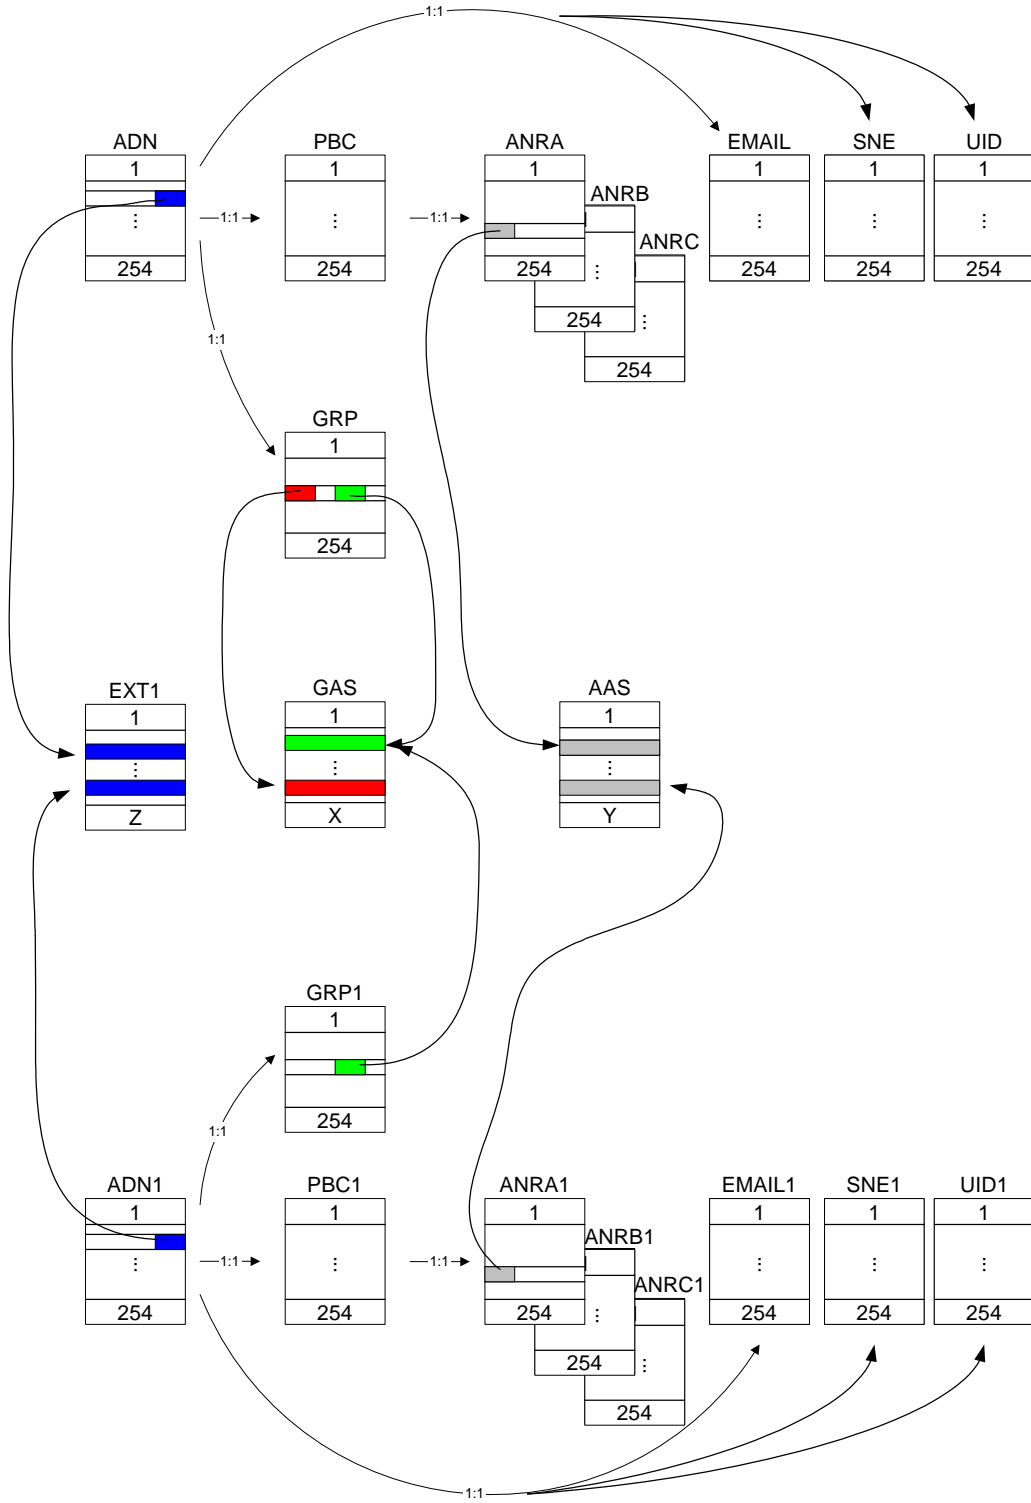 1:1
ADN PBC ANRA EMAIL SNE UID
1 1 1 1 1 1
ANRB
1:1 1:1
⋮ ⋮ ⋮ ⋮ ⋮
ANRC
254 254 254 ⋮ 254 254 254
254 ⋮
1:1
254
GRP
1
254
EXT1 GAS AAS
1 1 1
⋮ ⋮ ⋮
Z X Y
GRP1
1
254
1:1
ADN1 PBC1 ANRA1 EMAIL1 SNE1 UID1
1 1 1 1 1 1
ANRB1
1:1 1:1
⋮ ⋮ ⋮ ⋮ ⋮
ANRC1
254 254 254 ⋮ 254 254 254
254 ⋮
254
1:1